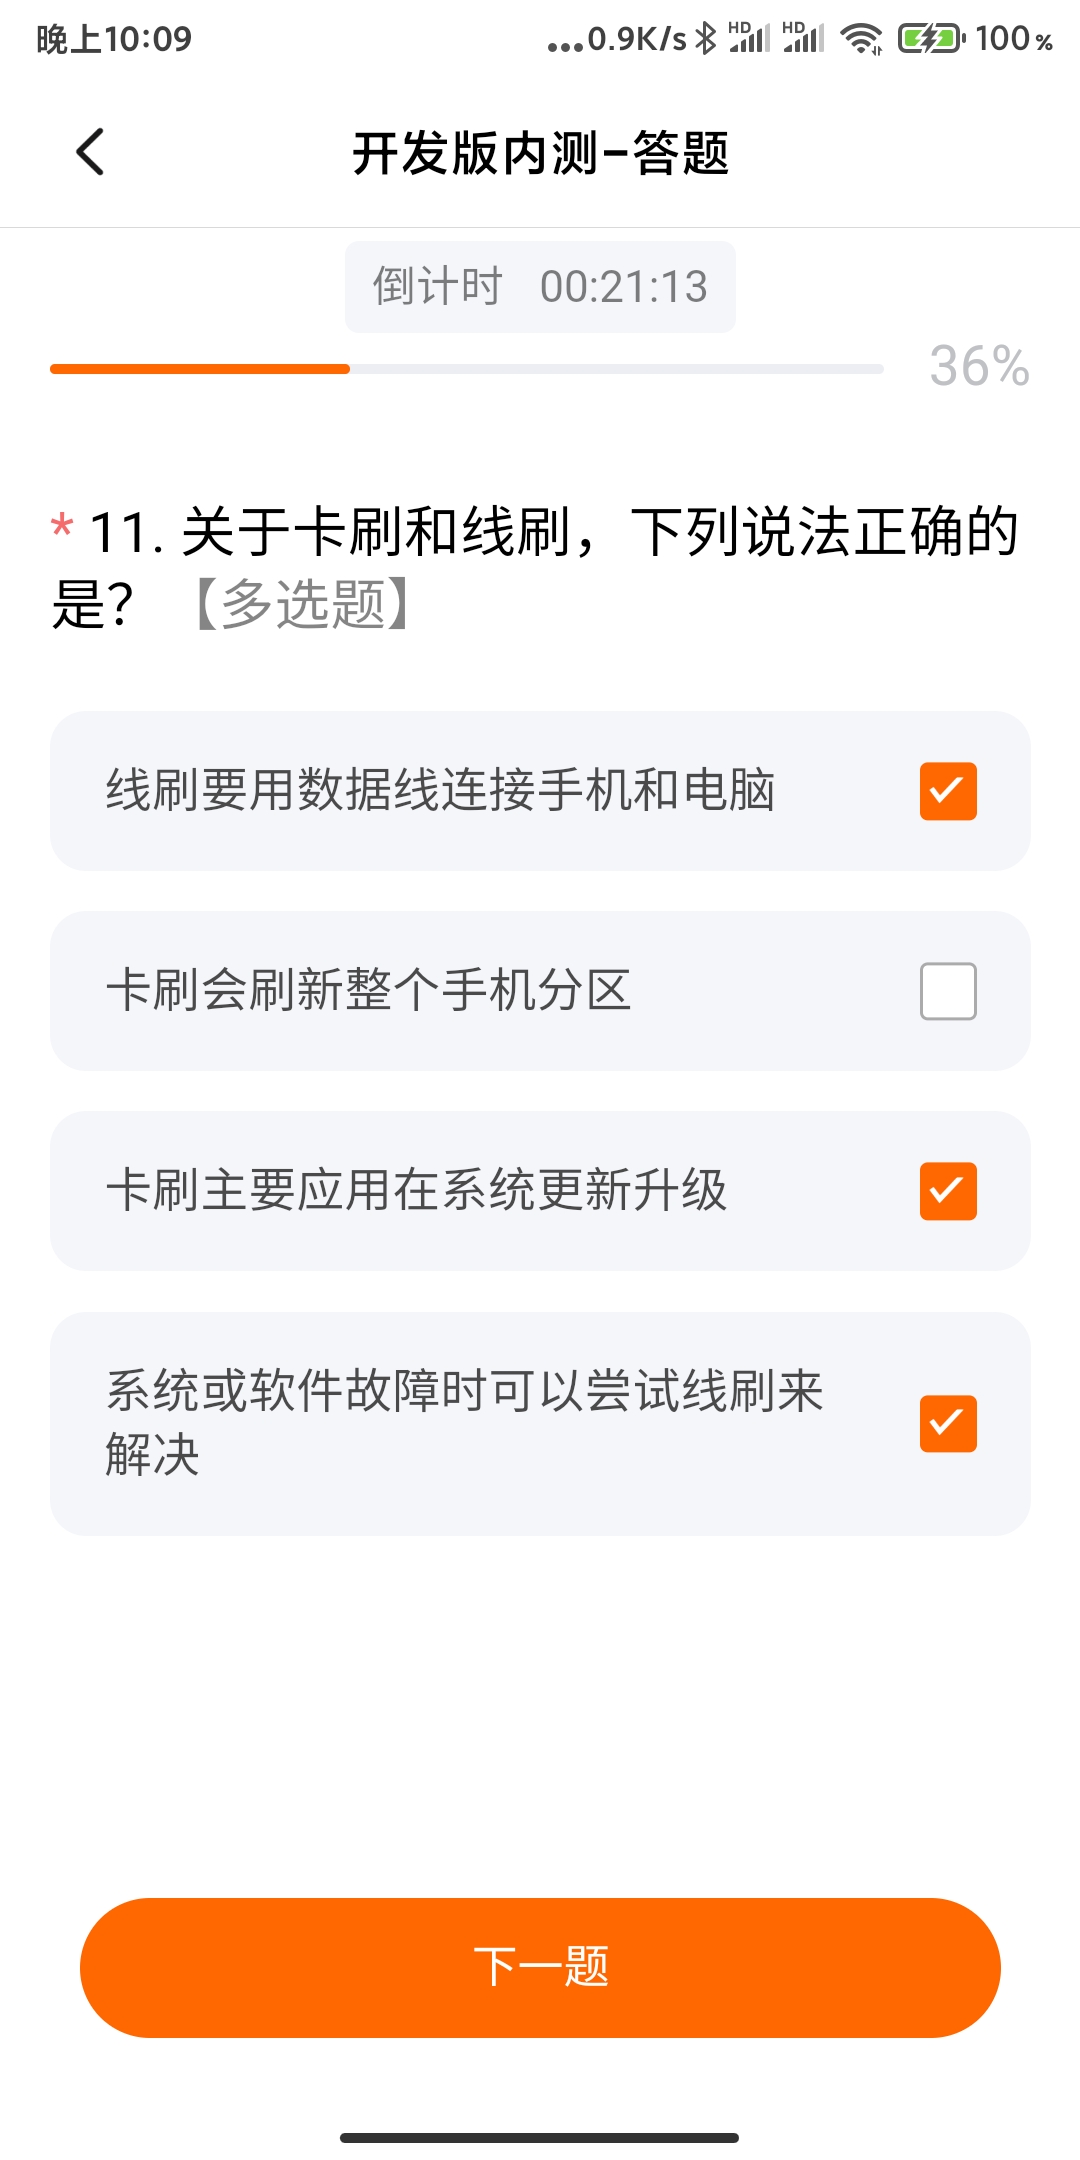 晚上10:09 ...0.9K/s HD HD 100%
开发版内测-答题
倒计时 00:21:13
36%
* 11. 关于卡刷和线刷，下列说法正确的
是？【多选题】
线刷要用数据线连接手机和电脑
卡刷会刷新整个手机分区
卡刷主要应用在系统更新升级
系统或软件故障时可以尝试线刷来
解决
下一题